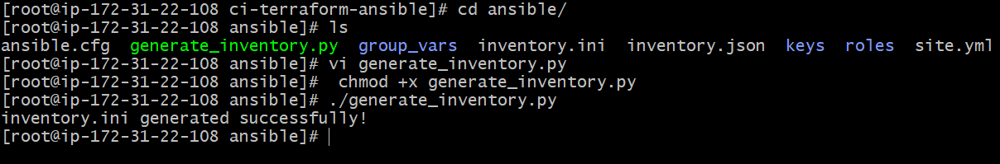 [root@ip-172-31-22-108 ci-terraform-ansible]# cd ansible/
[root@ip-172-31-22-108 ansible]# ls
ansible.cfg  generate_inventory.py  group_vars  inventory.ini  inventory.json  keys  roles  site.yml
[root@ip-172-31-22-108 ansible]# vi generate_inventory.py
[root@ip-172-31-22-108 ansible]#  chmod +x generate_inventory.py
[root@ip-172-31-22-108 ansible]# ./generate_inventory.py
inventory.ini generated successfully!
[root@ip-172-31-22-108 ansible]#